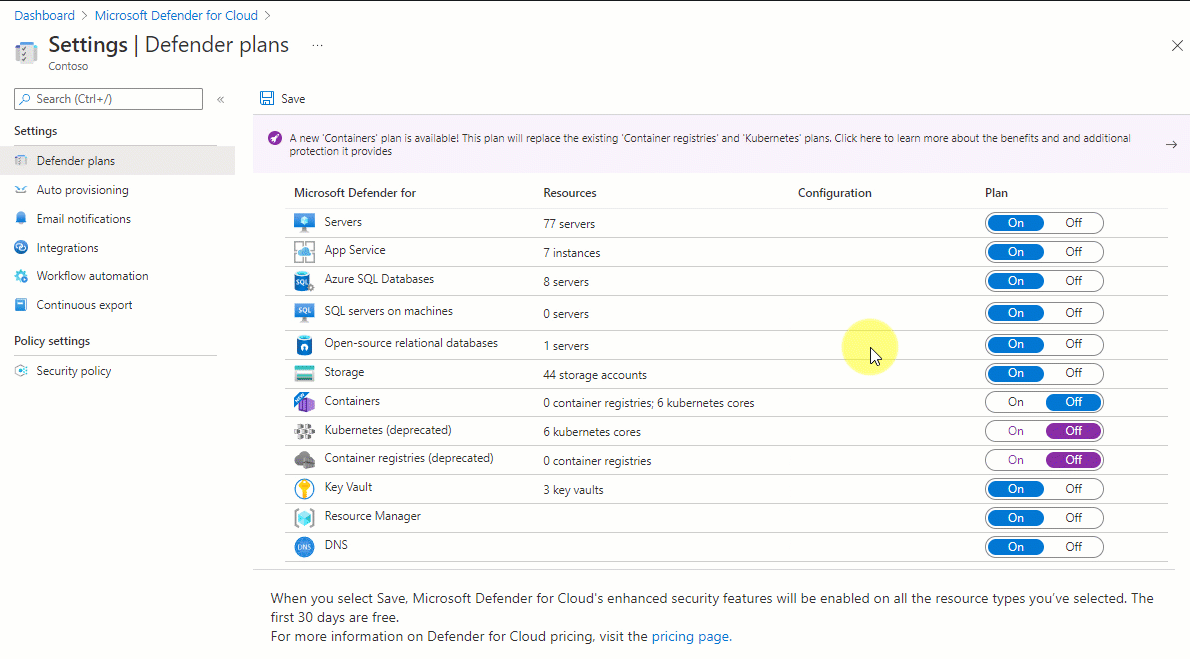 Dashboard > Microsoft Defender for Cloud >
Settings | Defender plans ...
Contoso
Search (Ctrl+/) «
Save
Settings
Defender plans
Auto provisioning
Email notifications
Integrations
Workflow automation
Continuous export
Policy settings
Security policy
A new 'Containers' plan is available! This plan will replace the existing 'Container registries' and 'Kubernetes' plans. Click here to learn more about the benefits and and additional
protection it provides
Microsoft Defender for Resources Configuration Plan
Servers 77 servers On Off
App Service 7 instances On Off
SQL Azure SQL Databases 8 servers On Off
SQL SQL servers on machines 0 servers On Off
Open-source relational databases 1 servers On Off
Storage 44 storage accounts On Off
Containers 0 container registries; 6 kubernetes cores On Off
Kubernetes (deprecated) 6 kubernetes cores On Off
Container registries (deprecated) 0 container registries On Off
Key Vault 3 key vaults On Off
Resource Manager On Off
DNS DNS On Off
When you select Save, Microsoft Defender for Cloud's enhanced security features will be enabled on all the resource types you've selected. The
first 30 days are free.
For more information on Defender for Cloud pricing, visit the pricing page.